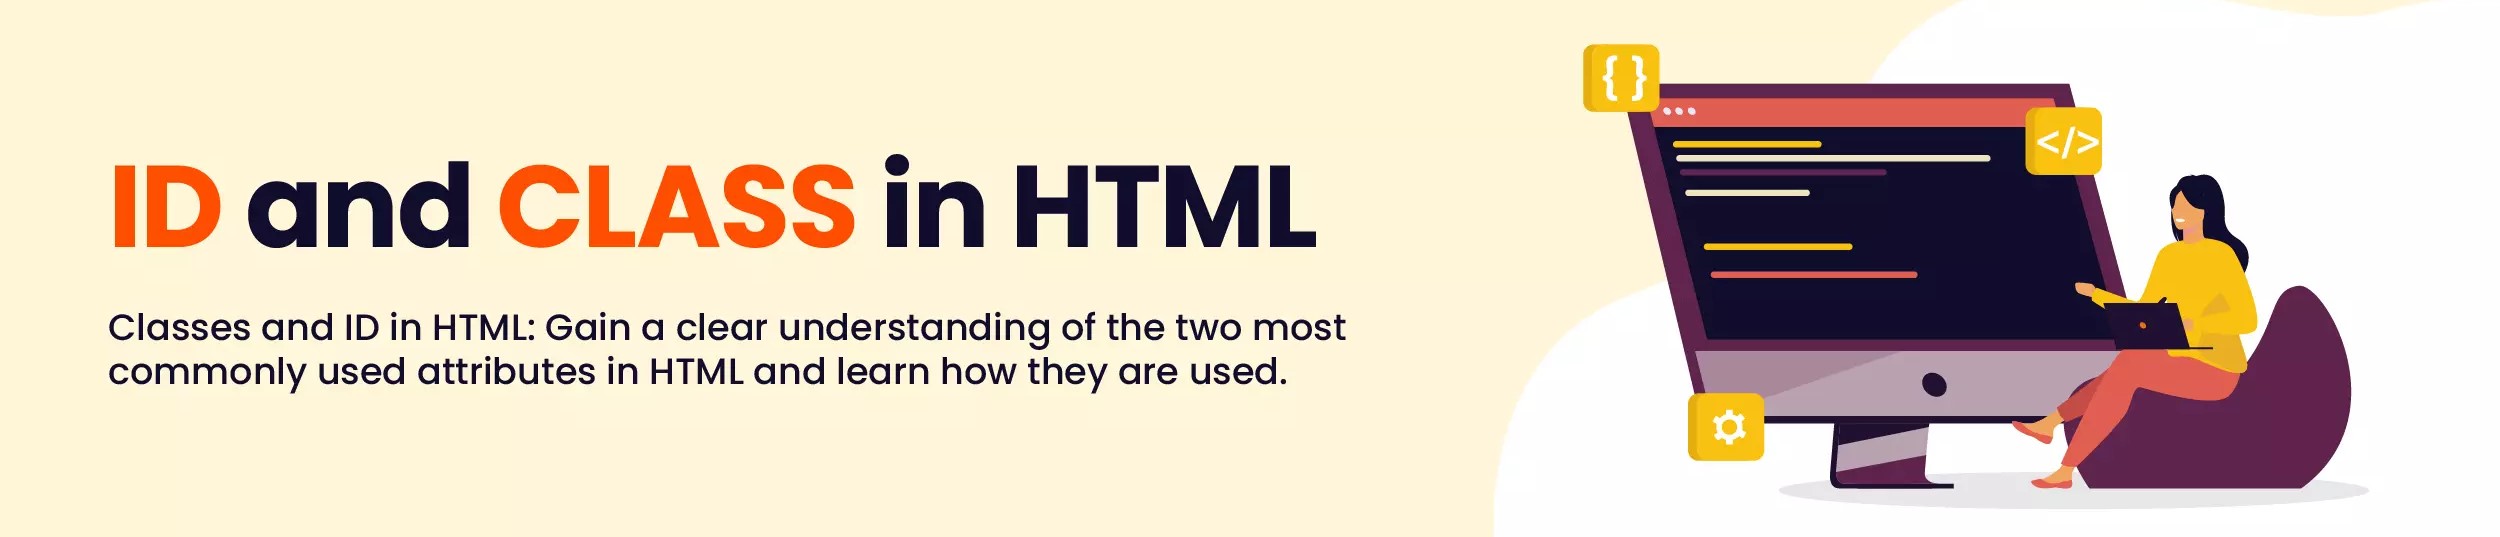 ID and CLASS in HTML
Classes and ID in HTML: Gain a clear understanding of the two most
commonly used attributes in HTML and learn how they are used.
{ }
</>